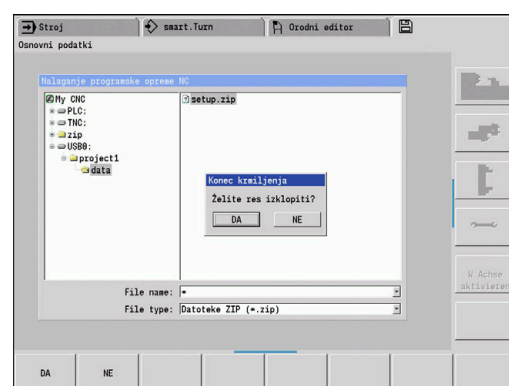 Stroj
smart.Turn
Orodni editor
Osnovni podatki
Nalaganje programske opreme NC
My CNC
PLC:
TNC:
zip
USB0:
project1
data
setup.zip
Konec krmiljenja
Želite res izklopiti?
DA NE
File name: *
File type: Datoteke ZIP (*.zip)
W Achse
aktivieren
DA NE